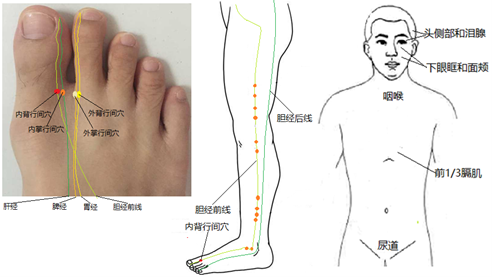 内背行间穴
外背行间穴
内掌行间穴
外掌行间穴
肝经
脾经
胃经
胆经前线
胆经后线
胆经前线
内背行间穴
头侧部和泪腺
下眼眶和面颊
咽喉
前1/3膈肌
尿道